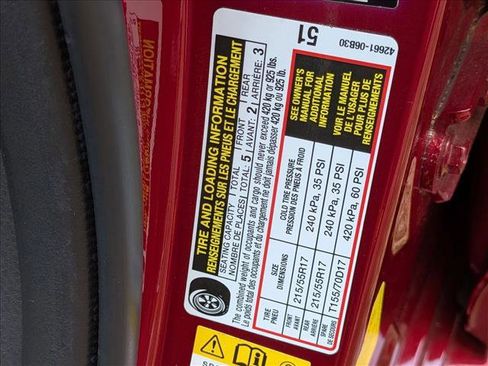 TIRE AND LOADING INFORMATION
RENSEIGNEMENTS SUR LES PNEUS ET LE CHARGEMENT
SEATING CAPACITY TOTAL 5 FRONT 2 REAR 3
NOMBRE DE PLACES TOTAL: 5 AVANT: 2 ARRIÈRE: 3
The combined weight of occupants and cargo should never exceed 420 kg or 925 lbs.
Le poids total des occupants et du chargement ne doit jamais dépasser 420 kg ou 925 lb.
TIRE SIZE COLD TIRE PRESSURE
PNEU DIMENSIONS PRESSION DES PNEUS À FROID
FRONT
AVANT
215/55R17 240 kPa, 35 PSI
REAR
ARRIÈRE
215/55R17 240 kPa, 35 PSI
SPARE
DE SECOURS
T155/70D17 420 kPa, 60 PSI
SEE OWNER'S
MANUAL FOR
ADDITIONAL
INFORMATION
VOIR LE MANUEL
DE L'USAGER
POUR PLUS DE
RENSEIGNEMENTS
51
42661-06B30